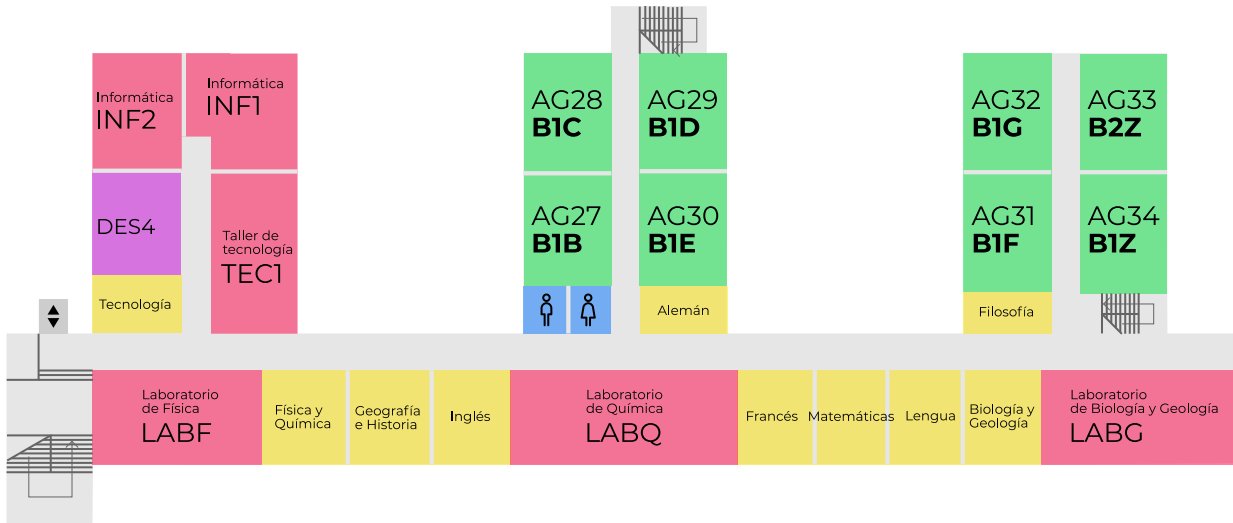 Informática
INF2
Informática
INF1
AG28
B1C
AG29
B1D
AG32
B1G
AG33
B2Z
DES4
Taller de
tecnología
TEC1
AG27
B1B
AG30
B1E
AG31
B1F
AG34
B1Z
Tecnología
Alemán
Filosofía
Laboratorio
de Física
LABF
Física y
Química
Geografía
e Historia
Inglés
Laboratorio
de Química
LABQ
Francés
Matemáticas
Lengua
Biología y
Geología
Laboratorio
de Biología y Geología
LABG